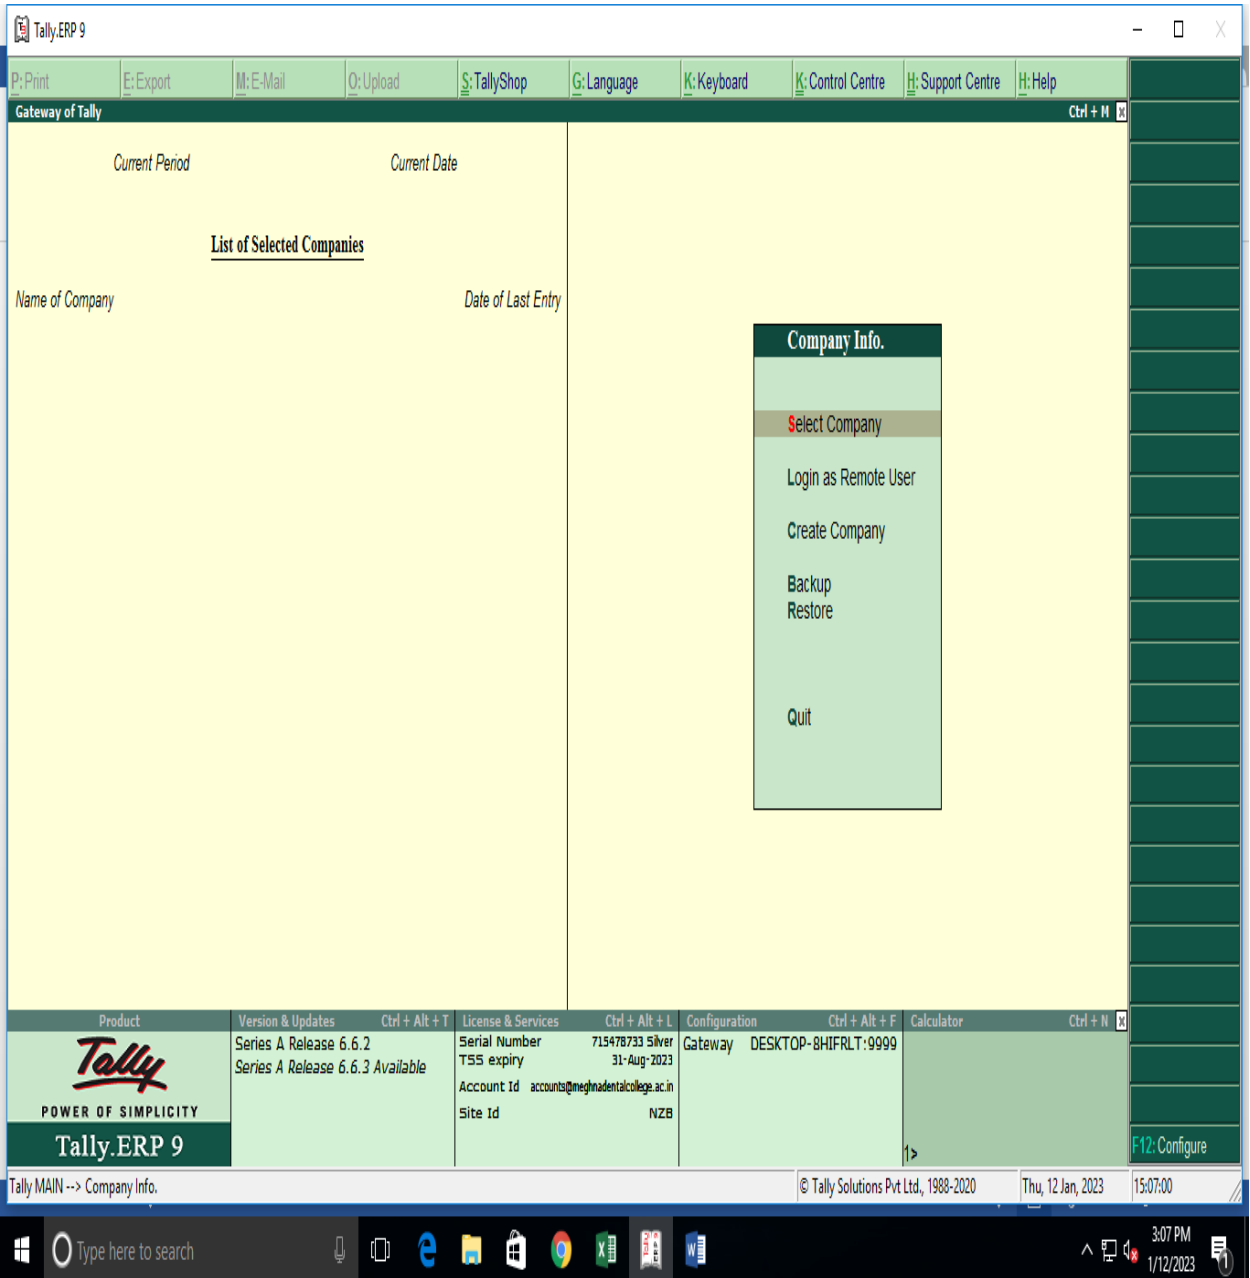 Tally.ERP 9
P: Print E: Export M: E-Mail O: Upload S: TallyShop G: Language K: Keyboard K: Control Centre H: Support Centre H: Help
Gateway of Tally Ctrl + M x
Current Period Current Date
List of Selected Companies
Name of Company Date of Last Entry
Company Info.
Select Company
Login as Remote User
Create Company
Backup
Restore
Quit
Product
Tally
POWER OF SIMPLICITY
Tally.ERP 9
Version & Updates Ctrl + Alt + T
Series A Release 6.6.2
Series A Release 6.6.3 Available
License & Services Ctrl + Alt + L
Serial Number 715478733 Silver
TSS expiry 31-Aug-2023
Account Id accounts@meghnadentalcollege.ac.in
Site Id NZB
Configuration Ctrl + Alt + F
Gateway DESKTOP-8HIFRLT:9999
Calculator Ctrl + N x
1>
F12: Configure
Tally MAIN --> Company Info. © Tally Solutions Pvt Ltd., 1988-2020 Thu, 12 Jan, 2023 15:07:00
Type here to search
3:07 PM
1/12/2023
1